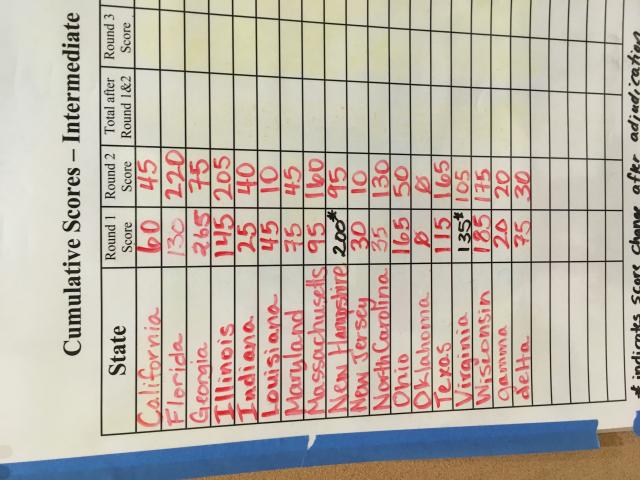 Cumulative Scores – Intermediate
State Round 1 Score Round 2 Score Total after Round 1&2 Round 3 Score
California 60 45
Florida 130 220
Georgia 265 75
Illinois 145 205
Indiana 25 40
Louisiana 45 10
Maryland 75 45
Massachusetts 95 160
New Hampshire 200* 95
New Jersey 30 10
North Carolina 35 130
Ohio 165 50
Oklahoma Ø Ø
Texas 115 165
Virginia 135* 105
Wisconsin 185 175
gamma 20 20
delta 75 30
* indicates score change after adjudication